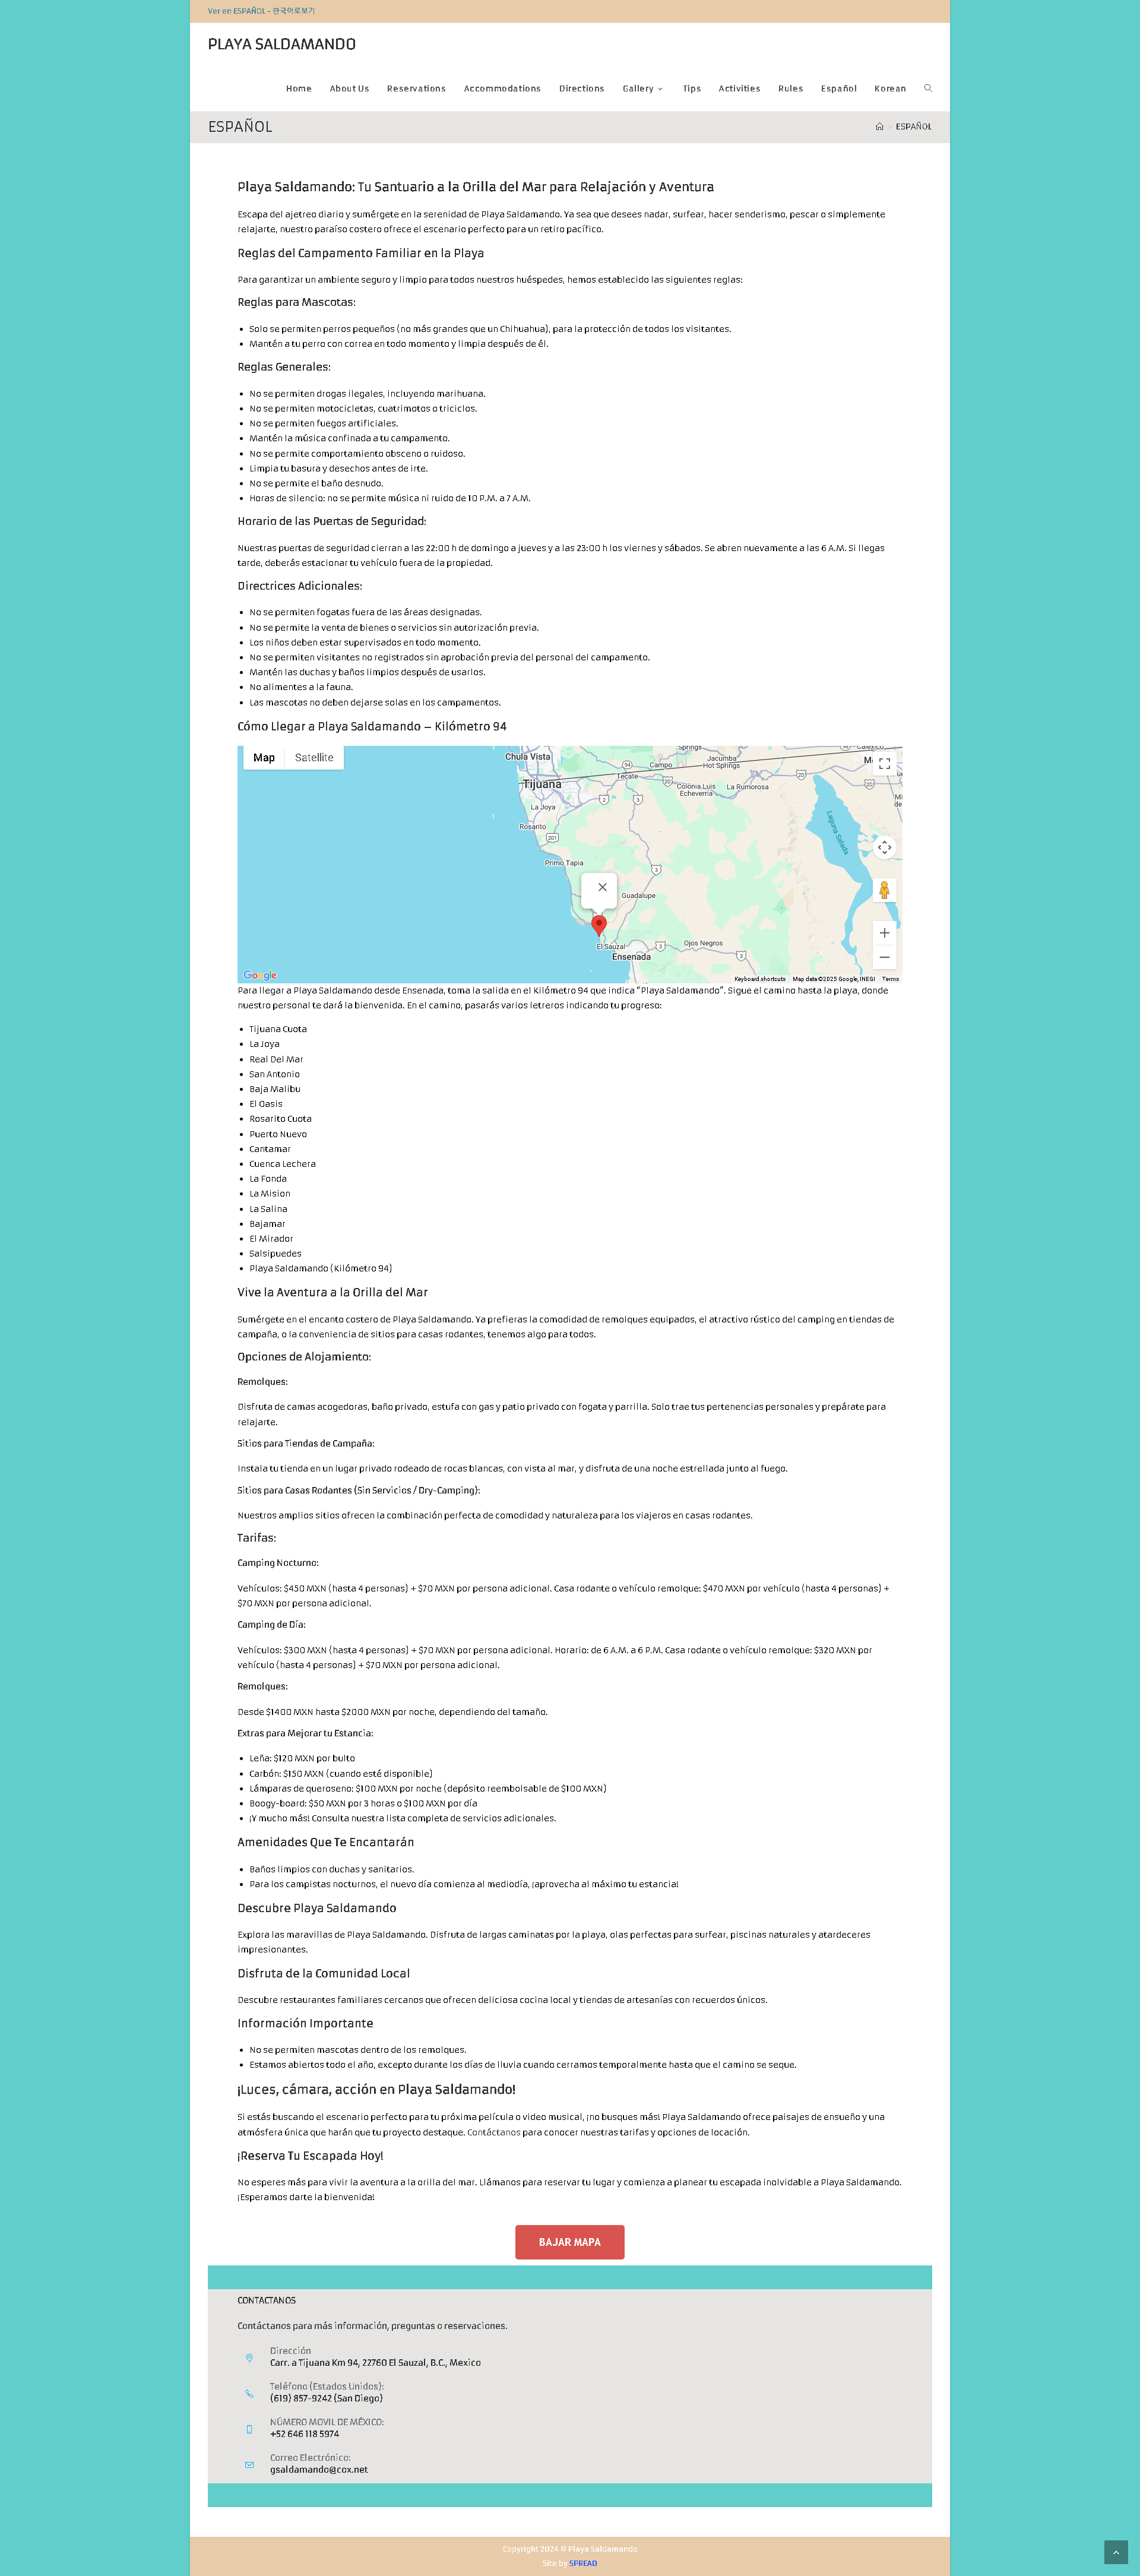 Ver en ESPAÑOL - 한국어로보기
PLAYA SALDAMANDO
Home About Us Reservations Accommodations Directions Gallery Tips Activities Rules Español Korean
ESPAÑOL
> ESPAÑOL
Playa Saldamando: Tu Santuario a la Orilla del Mar para Relajación y Aventura
Escapa del ajetreo diario y sumérgete en la serenidad de Playa Saldamando. Ya sea que desees nadar, surfear, hacer senderismo, pescar o simplemente
relajarte, nuestro paraíso costero ofrece el escenario perfecto para un retiro pacífico.
Reglas del Campamento Familiar en la Playa
Para garantizar un ambiente seguro y limpio para todos nuestros huéspedes, hemos establecido las siguientes reglas:
Reglas para Mascotas:
• Solo se permiten perros pequeños (no más grandes que un Chihuahua), para la protección de todos los visitantes.
• Mantén a tu perro con correa en todo momento y limpia después de él.
Reglas Generales:
• No se permiten drogas ilegales, incluyendo marihuana.
• No se permiten motocicletas, cuatrimotos o triciclos.
• No se permiten fuegos artificiales.
• Mantén la música confinada a tu campamento.
• No se permite comportamiento obsceno o ruidoso.
• Limpia tu basura y desechos antes de irte.
• No se permite el baño desnudo.
• Horas de silencio: no se permite música ni ruido de 10 P.M. a 7 A.M.
Horario de las Puertas de Seguridad:
Nuestras puertas de seguridad cierran a las 22:00 h de domingo a jueves y a las 23:00 h los viernes y sábados. Se abren nuevamente a las 6 A.M. Si llegas
tarde, deberás estacionar tu vehículo fuera de la propiedad.
Directrices Adicionales:
• No se permiten fogatas fuera de las áreas designadas.
• No se permite la venta de bienes o servicios sin autorización previa.
• Los niños deben estar supervisados en todo momento.
• No se permiten visitantes no registrados sin aprobación previa del personal del campamento.
• Mantén las duchas y baños limpios después de usarlos.
• No alimentes a la fauna.
• Las mascotas no deben dejarse solas en los campamentos.
Cómo Llegar a Playa Saldamando – Kilómetro 94
Map Satellite
Chula Vista
Springs
Calexico
Jacumba
Hot Springs
Campo
94
Tecate
Tijuana
Colonia Luis
Echeverria
La Rumorosa
2
3
La Joya
Rosarito
201
Laguna Salada
Primo Tapia
Guadalupe
El Sauzal
3
Ojos Negros
Ensenada
3
Google
Keyboard shortcuts Map data ©2025 Google, INEGI Terms
Para llegar a Playa Saldamando desde Ensenada, toma la salida en el Kilómetro 94 que indica “Playa Saldamando”. Sigue el camino hasta la playa, donde
nuestro personal te dará la bienvenida. En el camino, pasarás varios letreros indicando tu progreso:
• Tijuana Cuota
• La Joya
• Real Del Mar
• San Antonio
• Baja Malibu
• El Oasis
• Rosarito Cuota
• Puerto Nuevo
• Cantamar
• Cuenca Lechera
• La Fonda
• La Mision
• La Salina
• Bajamar
• El Mirador
• Salsipuedes
• Playa Saldamando (Kilómetro 94)
Vive la Aventura a la Orilla del Mar
Sumérgete en el encanto costero de Playa Saldamando. Ya prefieras la comodidad de remolques equipados, el atractivo rústico del camping en tiendas de
campaña, o la conveniencia de sitios para casas rodantes, tenemos algo para todos.
Opciones de Alojamiento:
Remolques:
Disfruta de camas acogedoras, baño privado, estufa con gas y patio privado con fogata y parrilla. Solo trae tus pertenencias personales y prepárate para
relajarte.
Sitios para Tiendas de Campaña:
Instala tu tienda en un lugar privado rodeado de rocas blancas, con vista al mar, y disfruta de una noche estrellada junto al fuego.
Sitios para Casas Rodantes (Sin Servicios / Dry-Camping):
Nuestros amplios sitios ofrecen la combinación perfecta de comodidad y naturaleza para los viajeros en casas rodantes.
Tarifas:
Camping Nocturno:
Vehículos: $450 MXN (hasta 4 personas) + $70 MXN por persona adicional. Casa rodante o vehículo remolque: $470 MXN por vehículo (hasta 4 personas) +
$70 MXN por persona adicional.
Camping de Día:
Vehículos: $300 MXN (hasta 4 personas) + $70 MXN por persona adicional. Horario: de 6 A.M. a 6 P.M. Casa rodante o vehículo remolque: $320 MXN por
vehículo (hasta 4 personas) + $70 MXN por persona adicional.
Remolques:
Desde $1400 MXN hasta $2000 MXN por noche, dependiendo del tamaño.
Extras para Mejorar tu Estancia:
• Leña: $120 MXN por bulto
• Carbón: $150 MXN (cuando esté disponible)
• Lámparas de queroseno: $100 MXN por noche (depósito reembolsable de $100 MXN)
• Boogy-board: $50 MXN por 3 horas o $100 MXN por día
• ¡Y mucho más! Consulta nuestra lista completa de servicios adicionales.
Amenidades Que Te Encantarán
• Baños limpios con duchas y sanitarios.
• Para los campistas nocturnos, el nuevo día comienza al mediodía, ¡aprovecha al máximo tu estancia!
Descubre Playa Saldamando
Explora las maravillas de Playa Saldamando. Disfruta de largas caminatas por la playa, olas perfectas para surfear, piscinas naturales y atardeceres
impresionantes.
Disfruta de la Comunidad Local
Descubre restaurantes familiares cercanos que ofrecen deliciosa cocina local y tiendas de artesanías con recuerdos únicos.
Información Importante
• No se permiten mascotas dentro de los remolques.
• Estamos abiertos todo el año, excepto durante los días de lluvia cuando cerramos temporalmente hasta que el camino se seque.
¡Luces, cámara, acción en Playa Saldamando!
Si estás buscando el escenario perfecto para tu próxima película o video musical, ¡no busques más! Playa Saldamando ofrece paisajes de ensueño y una
atmósfera única que harán que tu proyecto destaque. Contáctanos para conocer nuestras tarifas y opciones de locación.
¡Reserva Tu Escapada Hoy!
No esperes más para vivir la aventura a la orilla del mar. Llámanos para reservar tu lugar y comienza a planear tu escapada inolvidable a Playa Saldamando.
¡Esperamos darte la bienvenida!
BAJAR MAPA
CONTACTANOS
Contáctanos para más información, preguntas o reservaciones.
Dirección
Carr. a Tijuana Km 94, 22760 El Sauzal, B.C., Mexico
Teléfono (Estados Unidos):
(619) 857-9242 (San Diego)
NÚMERO MOVIL DE MÉXICO:
+52 646 118 5974
Correo Electrónico:
gsaldamando@cox.net
Copyright 2024 © Playa Saldamando
Site by SPREAD